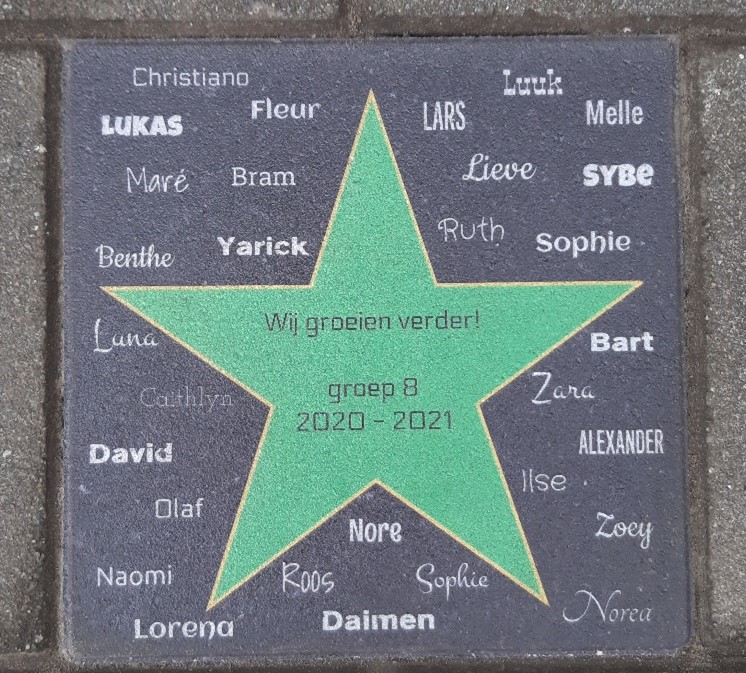 Christiano
Luuk
LUKAS
Fleur
LARS
Melle
Maré
Bram
Lieve
SYBe
Benthe
Yarick
Ruth
Sophie
Wij groeien verder!
Luna
Bart
groep 8
Caithlyn
Zara
2020 - 2021
David
ALEXANDER
Ilse
Olaf
Nore
Zoey
Naomi
Roos
Sophie
Norea
Lorena
Daimen